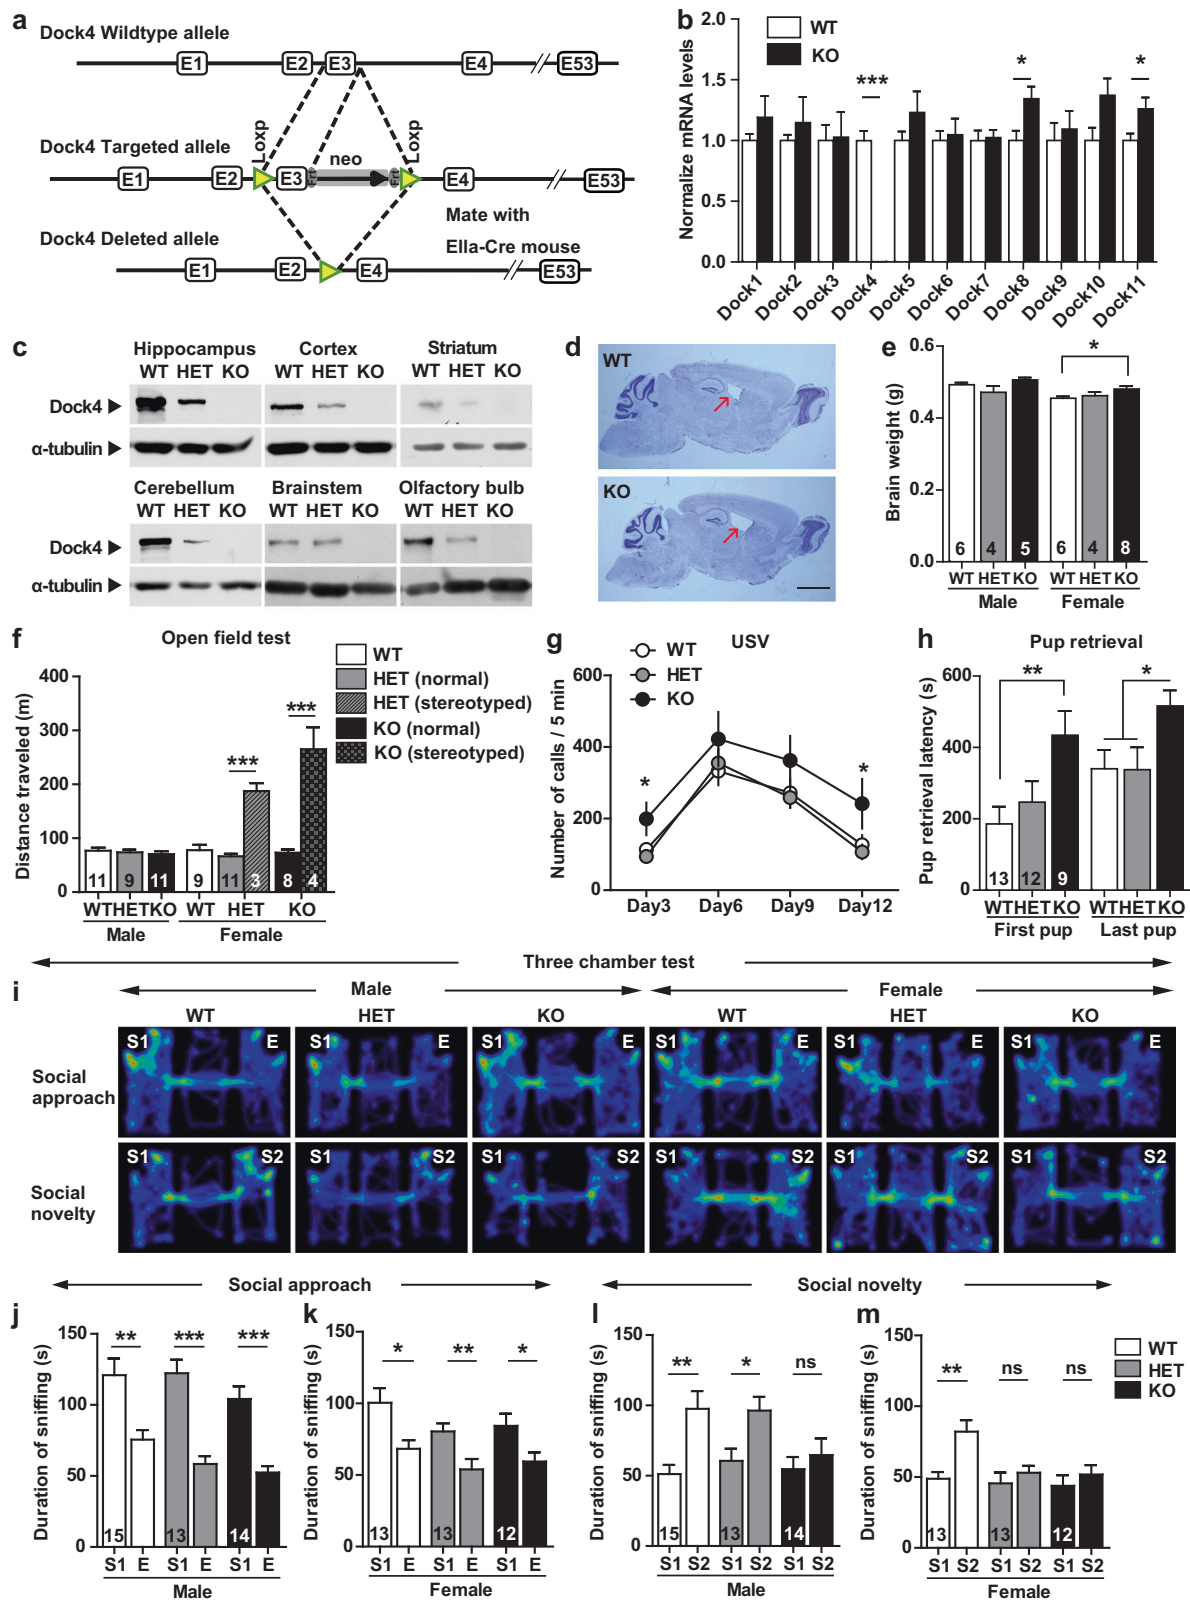 a
Dock4 Wildtype allele
E1 E2 E3 E4 E53
Loxp Loxp
Dock4 Targeted allele
neo
E1 E2 E3 Frt Frt E4 E53
Mate with
Ella-Cre mouse
Dock4 Deleted allele
E1 E2 E4 E53
b
WT
KO
Normalize mRNA levels
2.0
1.5
1.0
0.5
0.0
*** * *
Dock1 Dock2 Dock3 Dock4 Dock5 Dock6 Dock7 Dock8 Dock9 Dock10 Dock11
c
Hippocampus Cortex Striatum
WT HET KO WT HET KO WT HET KO
Dock4
α-tubulin
Cerebellum Brainstem Olfactory bulb
WT HET KO WT HET KO WT HET KO
Dock4
α-tubulin
d
WT
KO
e
Brain weight (g)
0.6
0.4
0.2
0.0
*
6 4 5 6 4 8
WT HET KO WT HET KO
Male Female
f
Open field test
WT
HET (normal)
HET (stereotyped)
KO (normal)
KO (stereotyped)
Distance traveled (m)
400
300
200
100
0
*** ***
11 9 11 9 11 3 8 4
WT HET KO WT HET KO
Male Female
g
USV
WT
HET
KO
Number of calls / 5 min
600
400
200
0
* *
Day3 Day6 Day9 Day12
h
Pup retrieval
Pup retrieval latency (s)
600
400
200
0
** *
13 12 9
WT HET KO WT HET KO
First pup Last pup
Three chamber test
i
Male Female
WT HET KO WT HET KO
Social approach
S1 E S1 S1 E S1 E S1 E S1 E
Social novelty
S1 S2 S1 S2 S1 S2 S1 S2 S1 S2 S1 S2
Social approach Social novelty
j
Duration of sniffing (s)
150
100
50
0
** *** ***
15 13 14
S1 E S1 E S1 E
Male
k
Duration of sniffing (s)
150
100
50
0
* ** *
13 13 12
S1 E S1 E S1 E
Female
l
Duration of sniffing (s)
150
100
50
0
** * ns
15 13 14
S1 S2 S1 S2 S1 S2
Male
m
Duration of sniffing (s)
150
100
50
0
** ns ns
13 13 12
S1 S2 S1 S2 S1 S2
Female
WT
HET
KO